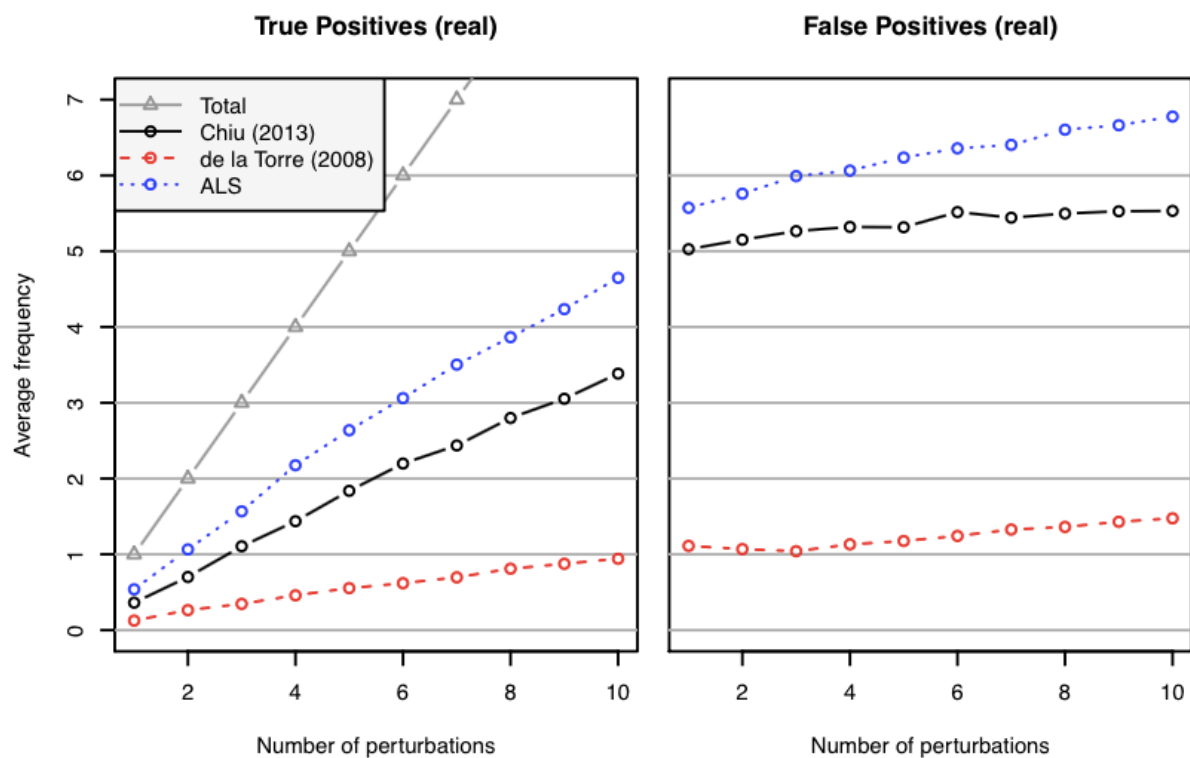 True Positives (real)
False Positives (real)
Total
Chiu (2013)
de la Torre (2008)
ALS
Average frequency
7
6
5
4
3
2
1
0
2 4 6 8 10
2 4 6 8 10
Number of perturbations
Number of perturbations